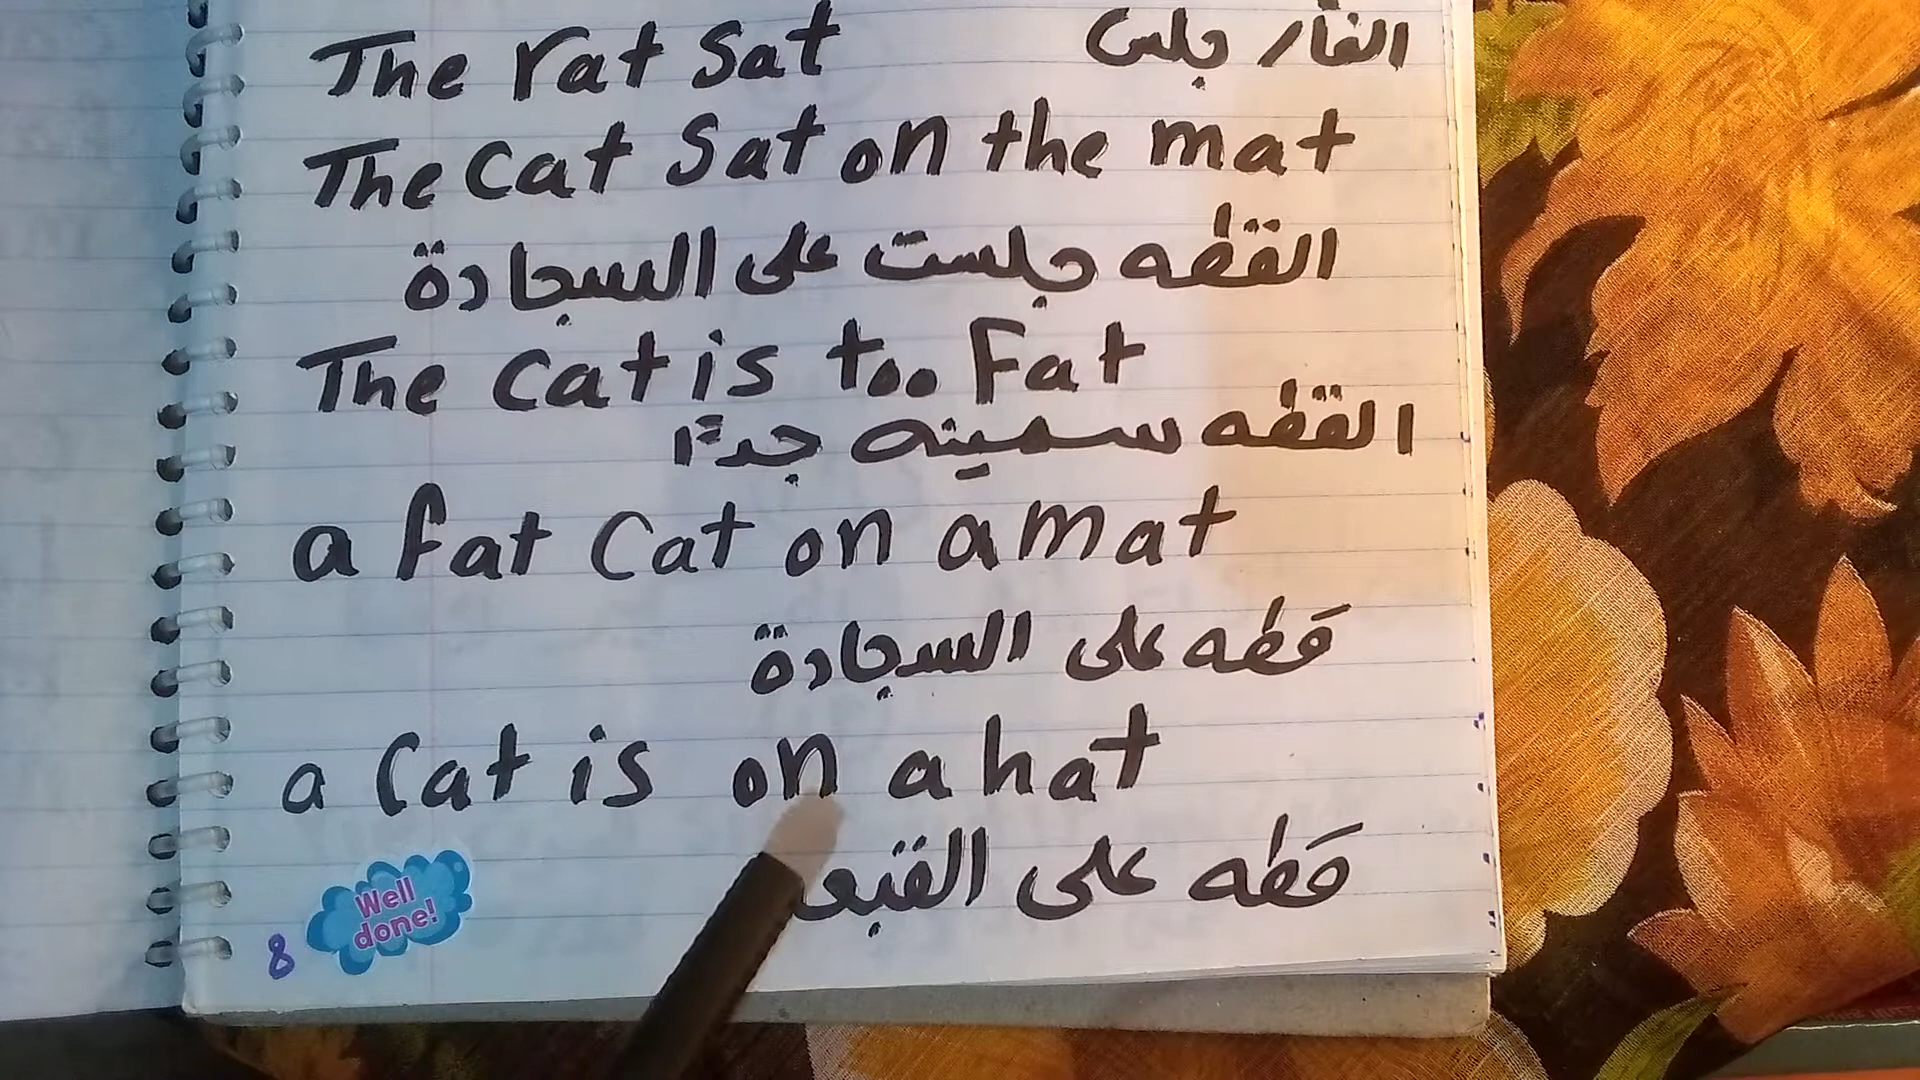 The rat sat الفأر جلس
The cat sat on the mat
القطه جلست على السجادة
The cat is too Fat
القطه سمينه جدًا
a fat cat on a mat
قطه على السجادة
a cat is on a hat
قطه على
Well done!
8